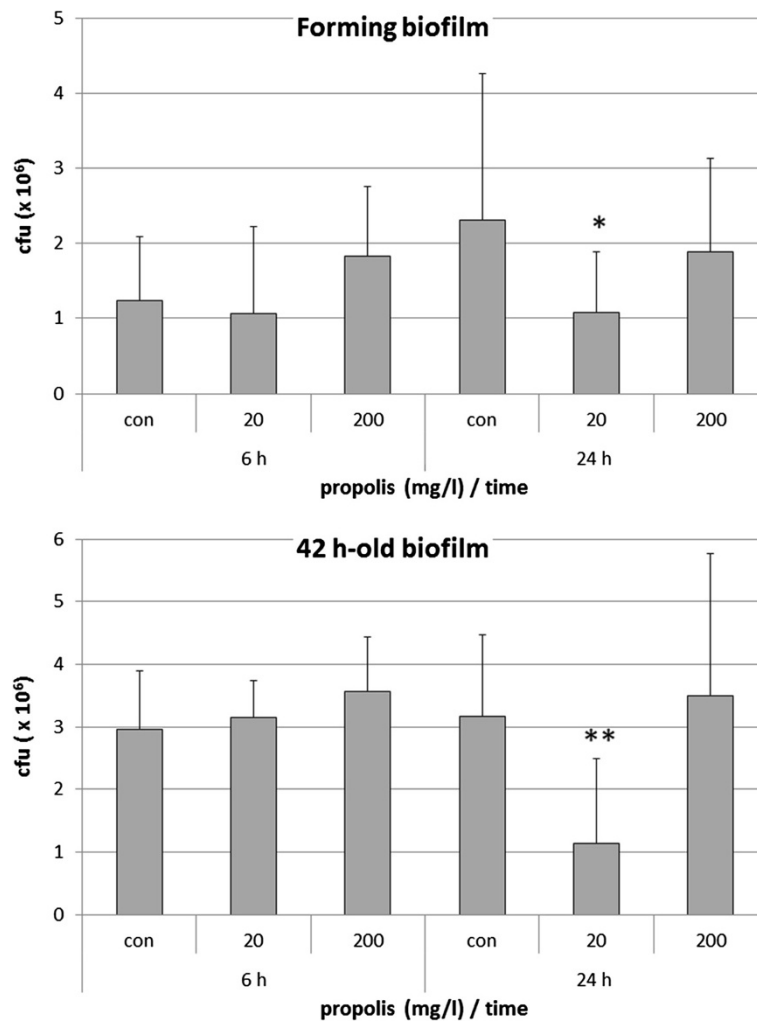 Forming biofilm
5
4
3
2
1
0
cfu (x 10⁶)
*
con 20 200 con 20 200
6 h 24 h
propolis (mg/l) / time
42 h-old biofilm
6
5
4
3
2
1
0
cfu ( x 10⁶)
**
con 20 200 con 20 200
6 h 24 h
propolis (mg/l) / time